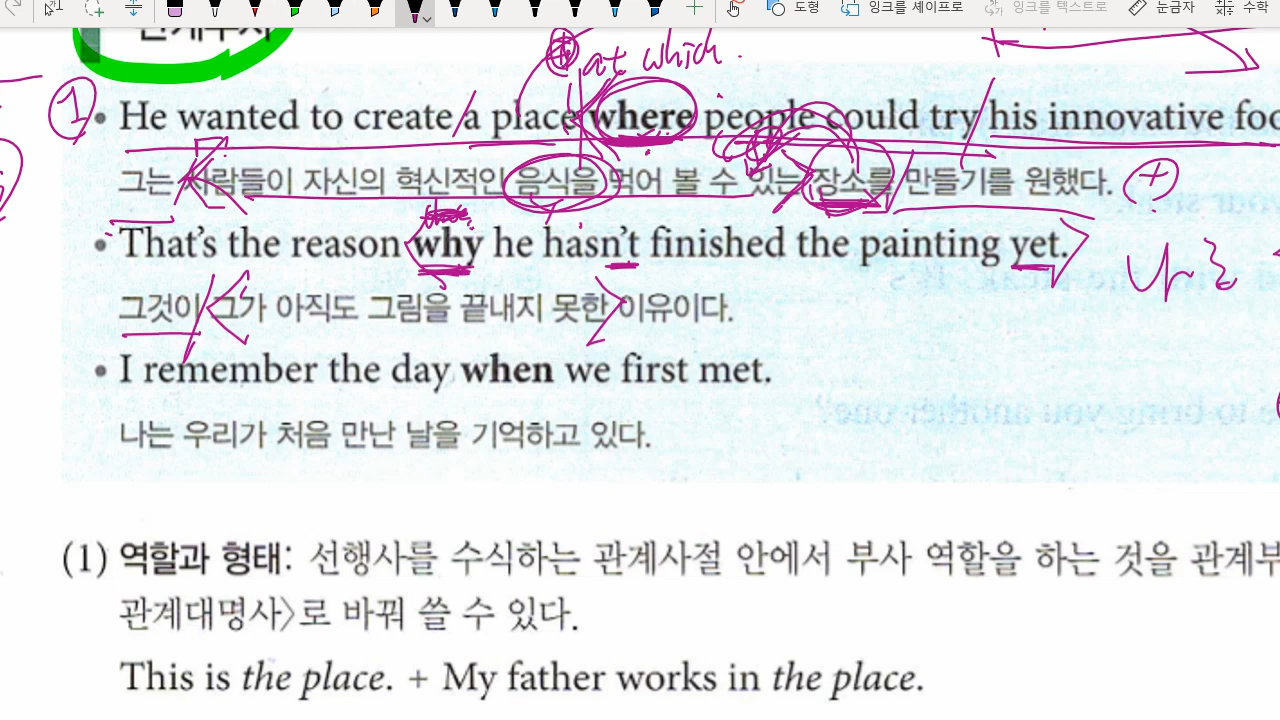 도형 잉크를 셰이프로 잉크를 텍스트로 눈금자 수학
관계부사
at which.
① • He wanted to create a place where people could try his innovative foo
그는 사람들이 자신의 혁신적인 음식을 먹어 볼 수 있는 장소를 만들기를 원했다.
• That's the reason why he hasn't finished the painting yet.
그것이 그가 아직도 그림을 끝내지 못한 이유이다.
• I remember the day when we first met.
나는 우리가 처음 만난 날을 기억하고 있다.
(1) 역할과 형태: 선행사를 수식하는 관계사절 안에서 부사 역할을 하는 것을 관계부
관계대명사>로 바꿔 쓸 수 있다.
This is the place. + My father works in the place.